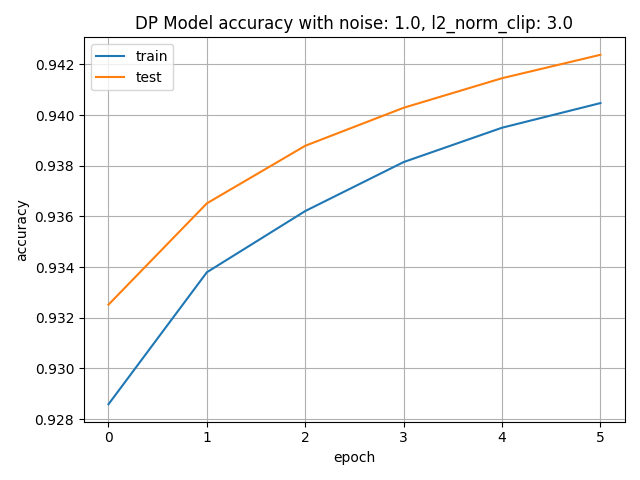 DP Model accuracy with noise: 1.0, l2_norm_clip: 3.0
train
test
0.942
0.940
0.938
0.936
0.934
0.932
0.930
0.928
accuracy
0 1 2 3 4 5
epoch